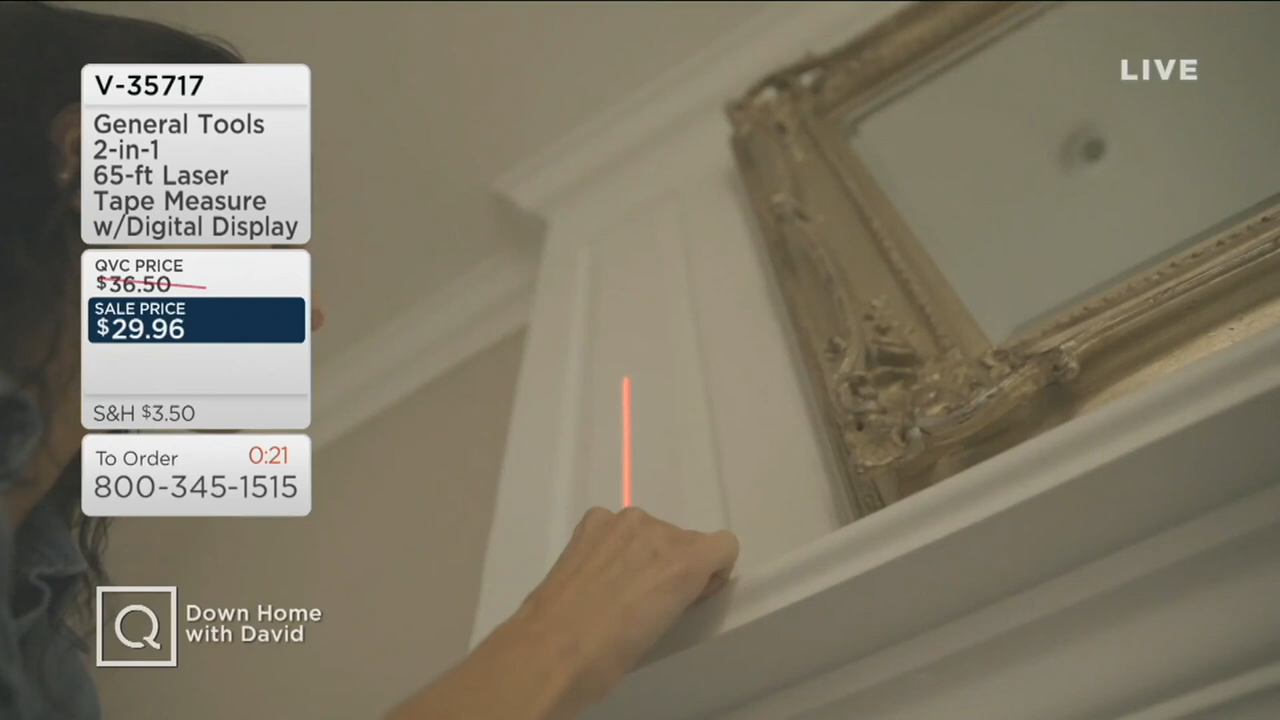 V-35717
General Tools
2-in-1
65-ft Laser
Tape Measure
w/Digital Display
QVC PRICE
$36.50
SALE PRICE
$29.96
S&H $3.50
To Order 0:21
800-345-1515
LIVE
Q
Down Home
with David